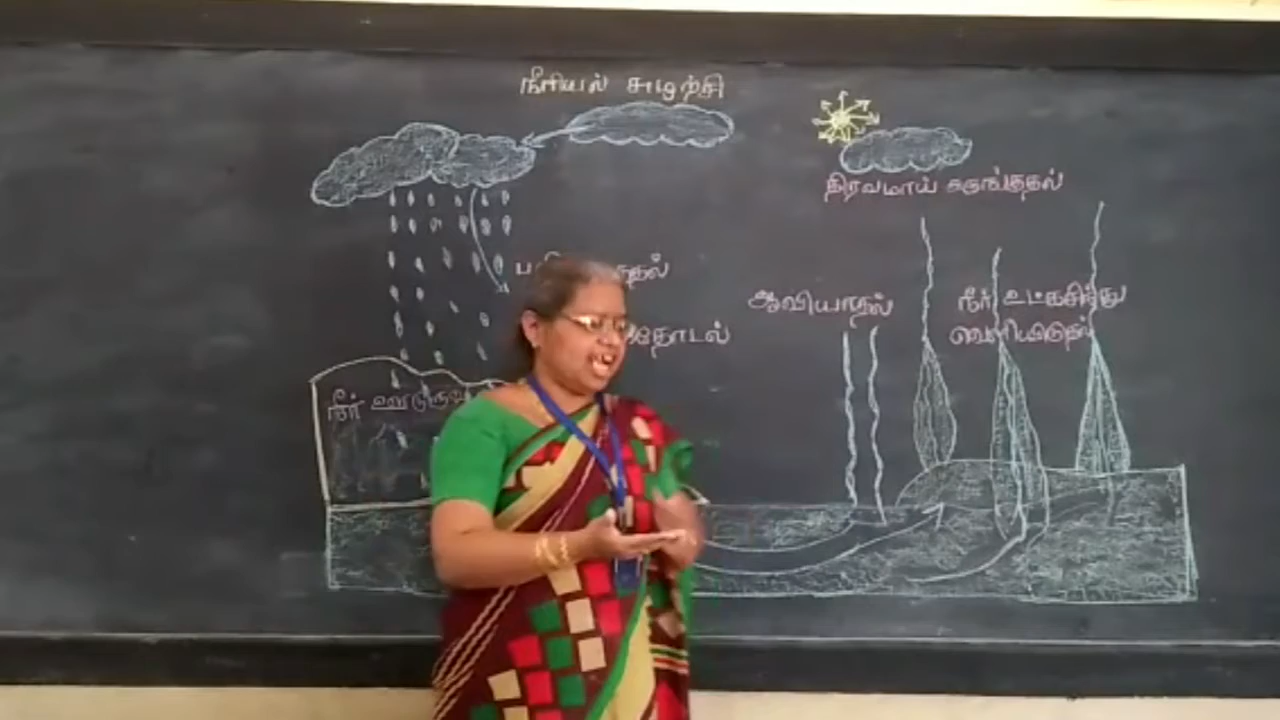 நீரியல் சுழற்சி
திரவமாய் சுருங்குதல்
ஆவியாதல்
நீர் உட்கசிந்து
வெளியிடுதல்
நீர்